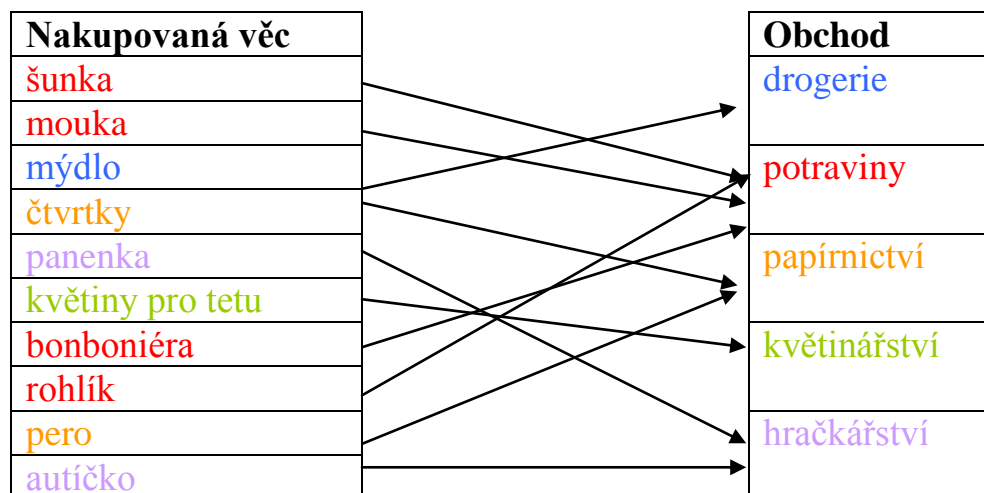 Nakupovaná věc
šunka
mouka
mýdlo
čtvrtky
panenka
květiny pro tetu
bonboniéra
rohlík
pero
autíčko
Obchod
drogerie
potraviny
papírnictví
květinářství
hračkářství